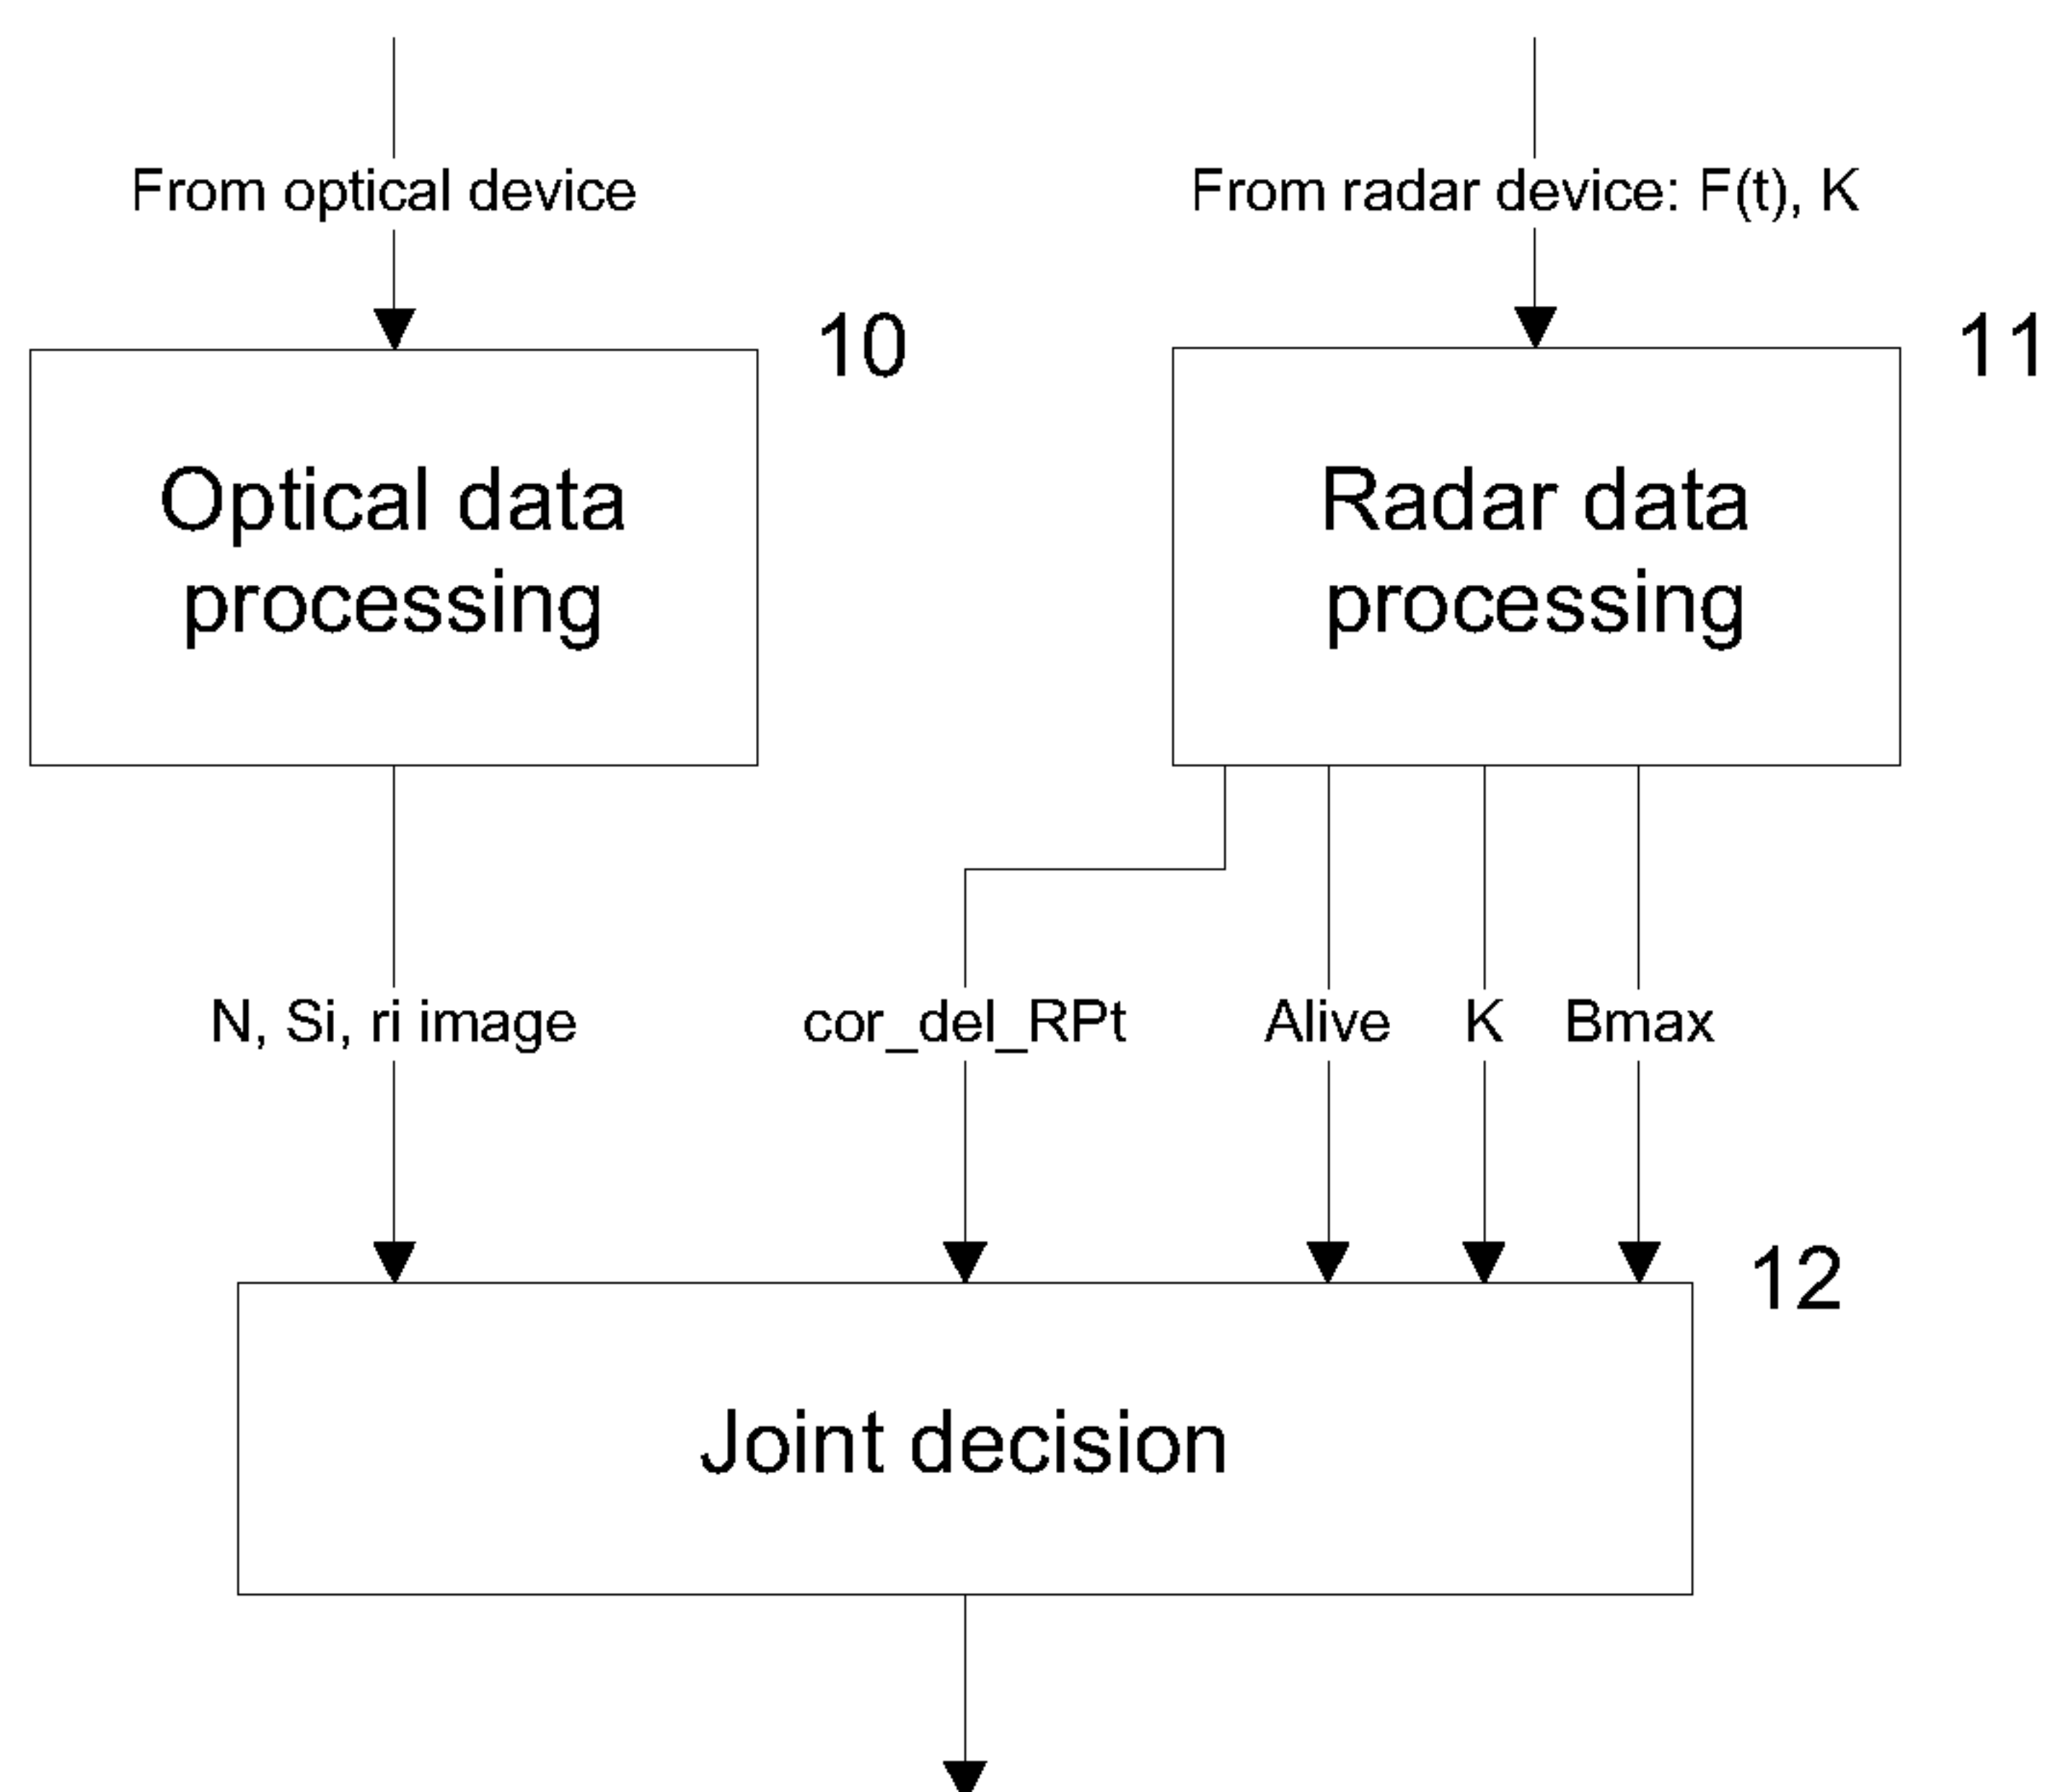 From optical device
From radar device: F(t), K
10
11
Optical data
processing
Radar data
processing
N, Si, ri image
cor_del_RPt
Alive
K
Bmax
12
Joint decision